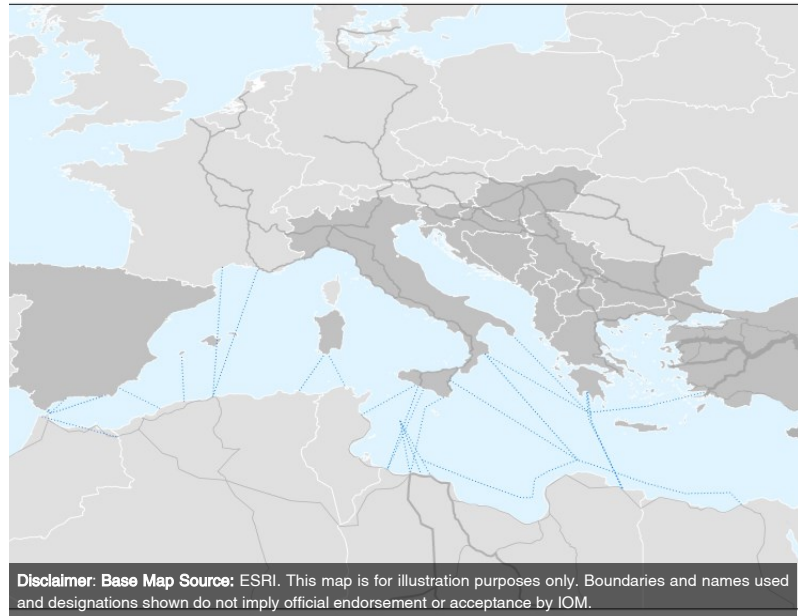 Disclaimer: Base Map Source: ESRI. This map is for illustration purposes only. Boundaries and names used
and designations shown do not imply official endorsement or acceptance by IOM.